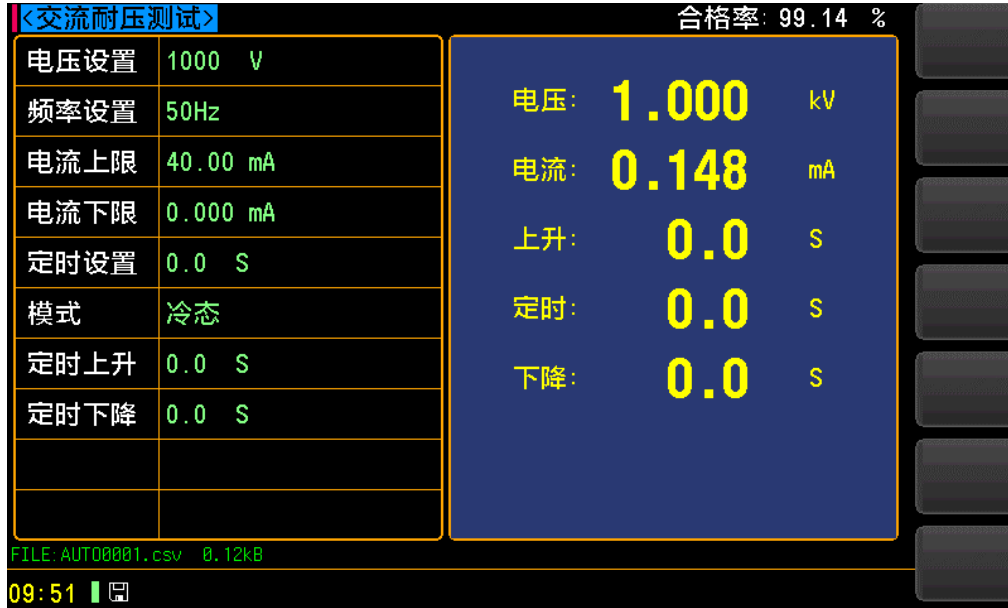 <交流耐压测试> 合格率: 99.14 %
电压设置 1000 V
频率设置 50Hz
电流上限 40.00 mA
电流下限 0.000 mA
定时设置 0.0 S
模式 冷态
定时上升 0.0 S
定时下降 0.0 S
电压: 1.000 kV
电流: 0.148 mA
上升: 0.0 S
定时: 0.0 S
下降: 0.0 S
FILE:AUTO0001.csv 0.12kB
09:51